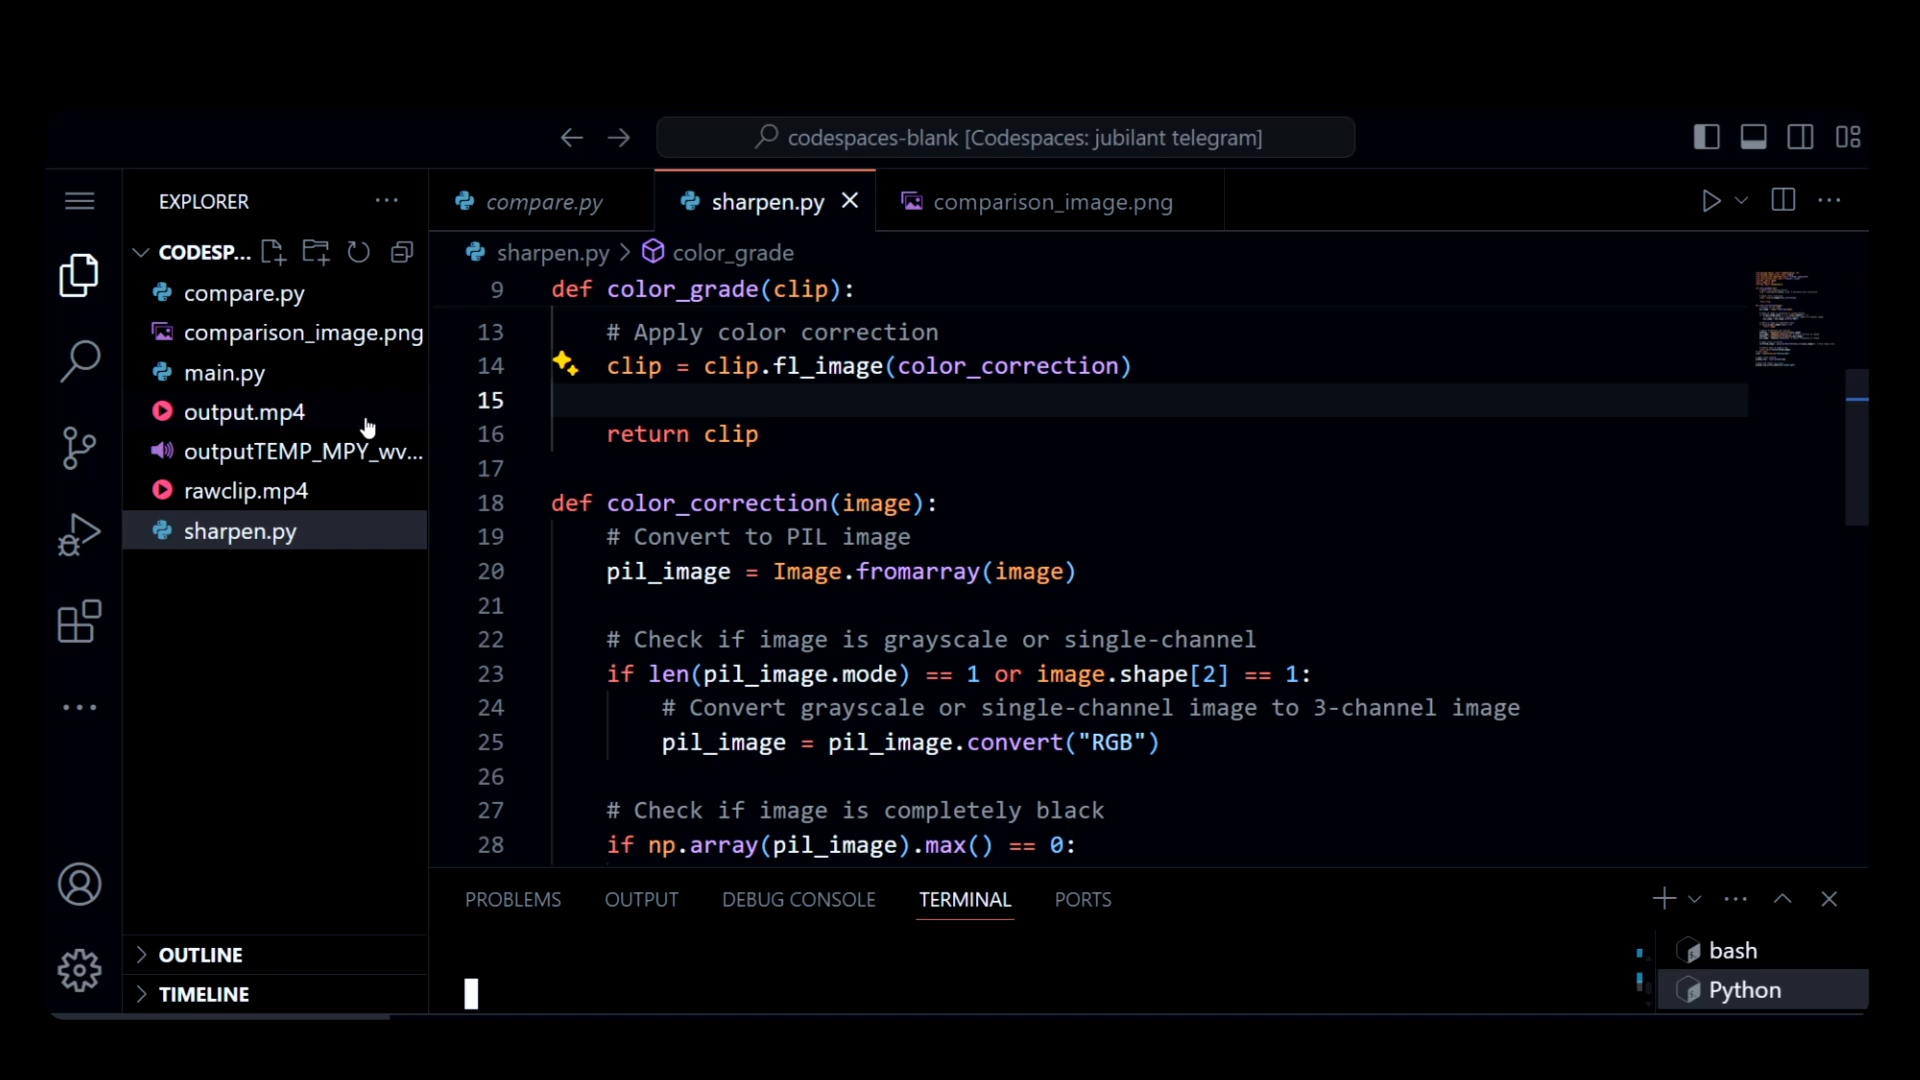 codespaces-blank [Codespaces: jubilant telegram]
EXPLORER
CODESP...
compare.py
comparison_image.png
main.py
output.mp4
outputTEMP_MPY_wv...
rawclip.mp4
sharpen.py
OUTLINE
TIMELINE
compare.py
sharpen.py
comparison_image.png
sharpen.py > color_grade
9 def color_grade(clip):
13 # Apply color correction
14 clip = clip.fl_image(color_correction)
15
16 return clip
17
18 def color_correction(image):
19 # Convert to PIL image
20 pil_image = Image.fromarray(image)
21
22 # Check if image is grayscale or single-channel
23 if len(pil_image.mode) == 1 or image.shape[2] == 1:
24 # Convert grayscale or single-channel image to 3-channel image
25 pil_image = pil_image.convert("RGB")
26
27 # Check if image is completely black
28 if np.array(pil_image).max() == 0:
PROBLEMS OUTPUT DEBUG CONSOLE TERMINAL PORTS
bash
Python